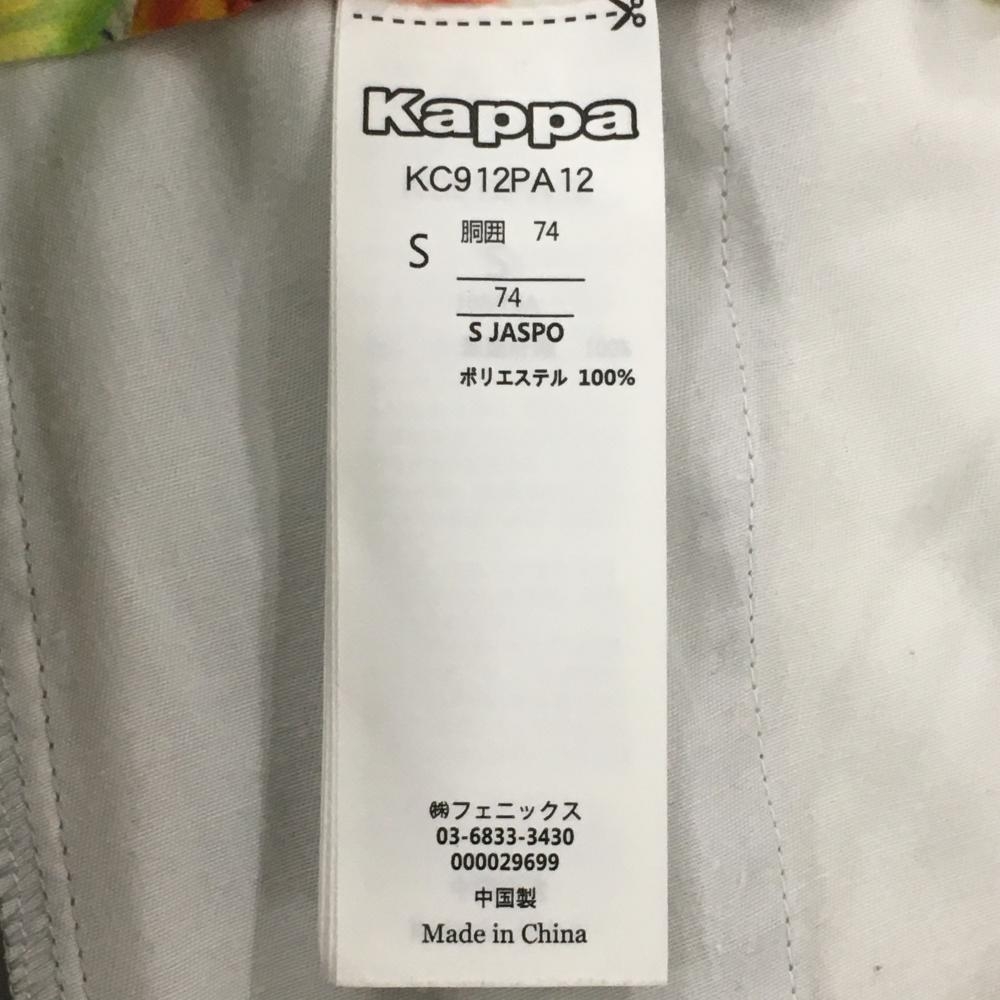 Kappa
KC912PA12
S 胴囲 74
74
S JASPO
ポリエステル 100%
㈱フェニックス
03-6833-3430
000029699
中国製
Made in China